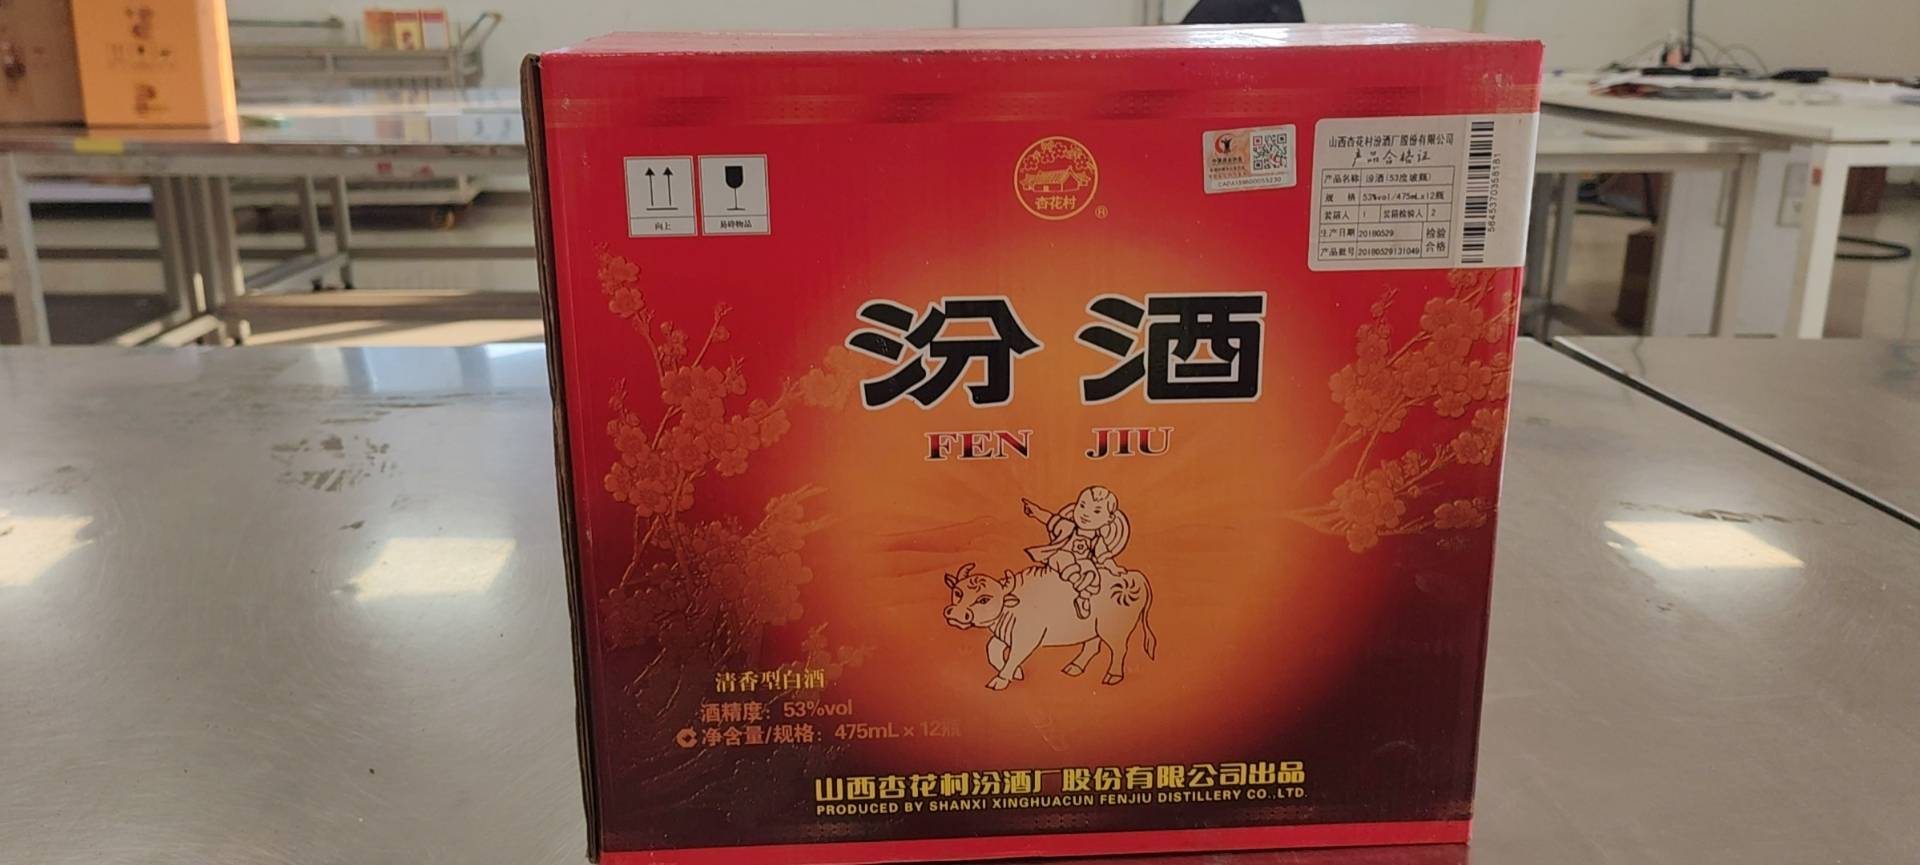 向上
易碎物品
杏花村
®
山西杏花村汾酒厂股份有限公司
产品合格证
产品名称 汾酒(53度玻瓶)
规 格 53%vol/475mLx12瓶
装箱人 1 装箱检验人 2
生产日期 20180529 检验
产品批号 20180529131049 合格
汾酒
FEN JIU
清香型白酒
酒精度: 53%vol
净含量/规格: 475mL×12瓶
山西杏花村汾酒厂股份有限公司出品
PRODUCED BY SHANXI XINGHUACUN FENJIU DISTILLERY CO.,LTD.